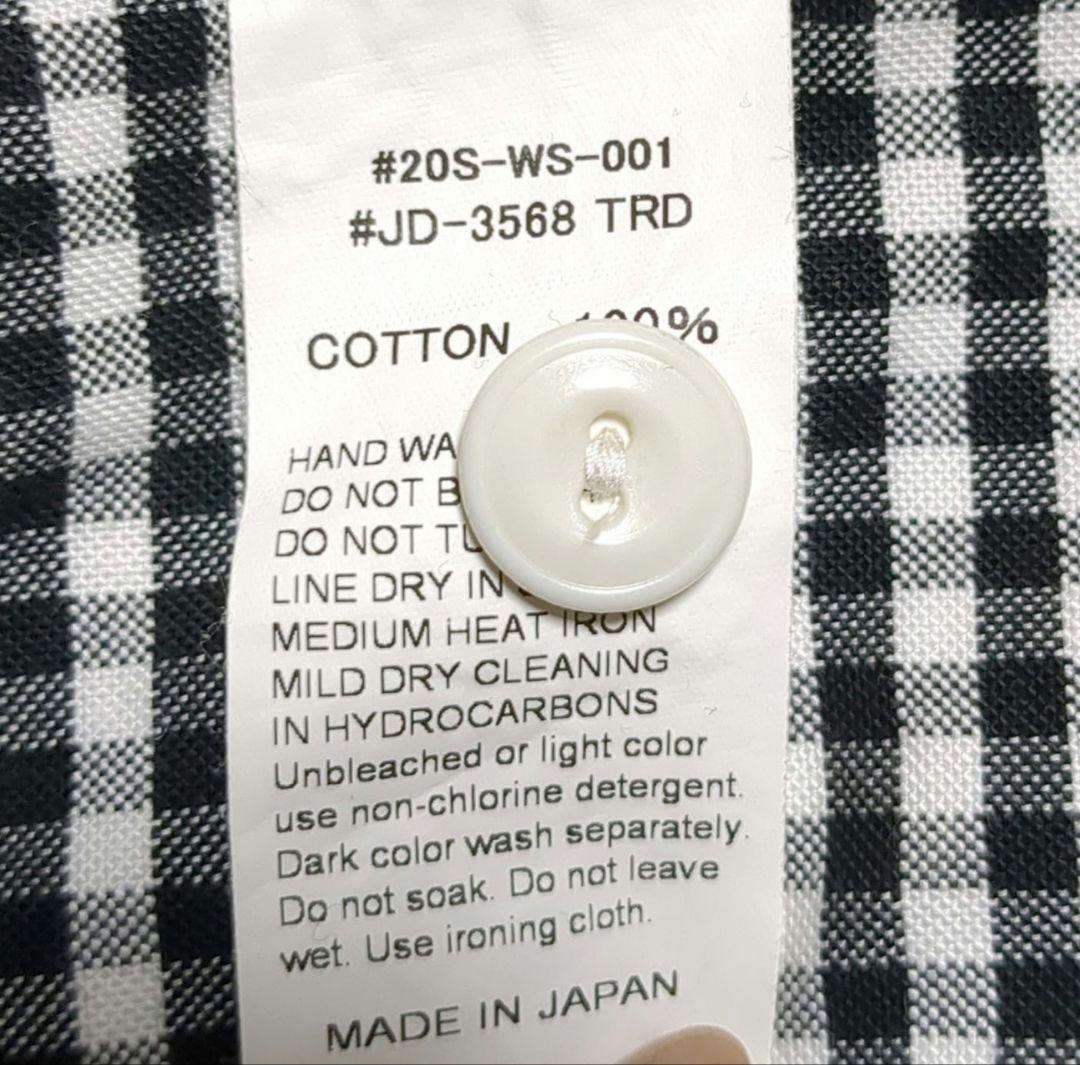 #20S-WS-001
#JD-3568 TRD
COTTON 100%
HAND
DO NOT
DO NOT
LINE DRY IN
MEDIUM HEAT IRON
MILD DRY CLEANING
IN HYDROCARBONS
Unbleached or light color
use non-chlorine detergent.
Dark color wash separately.
Do not soak. Do not leave
wet. Use ironing cloth.
MADE IN JAPAN